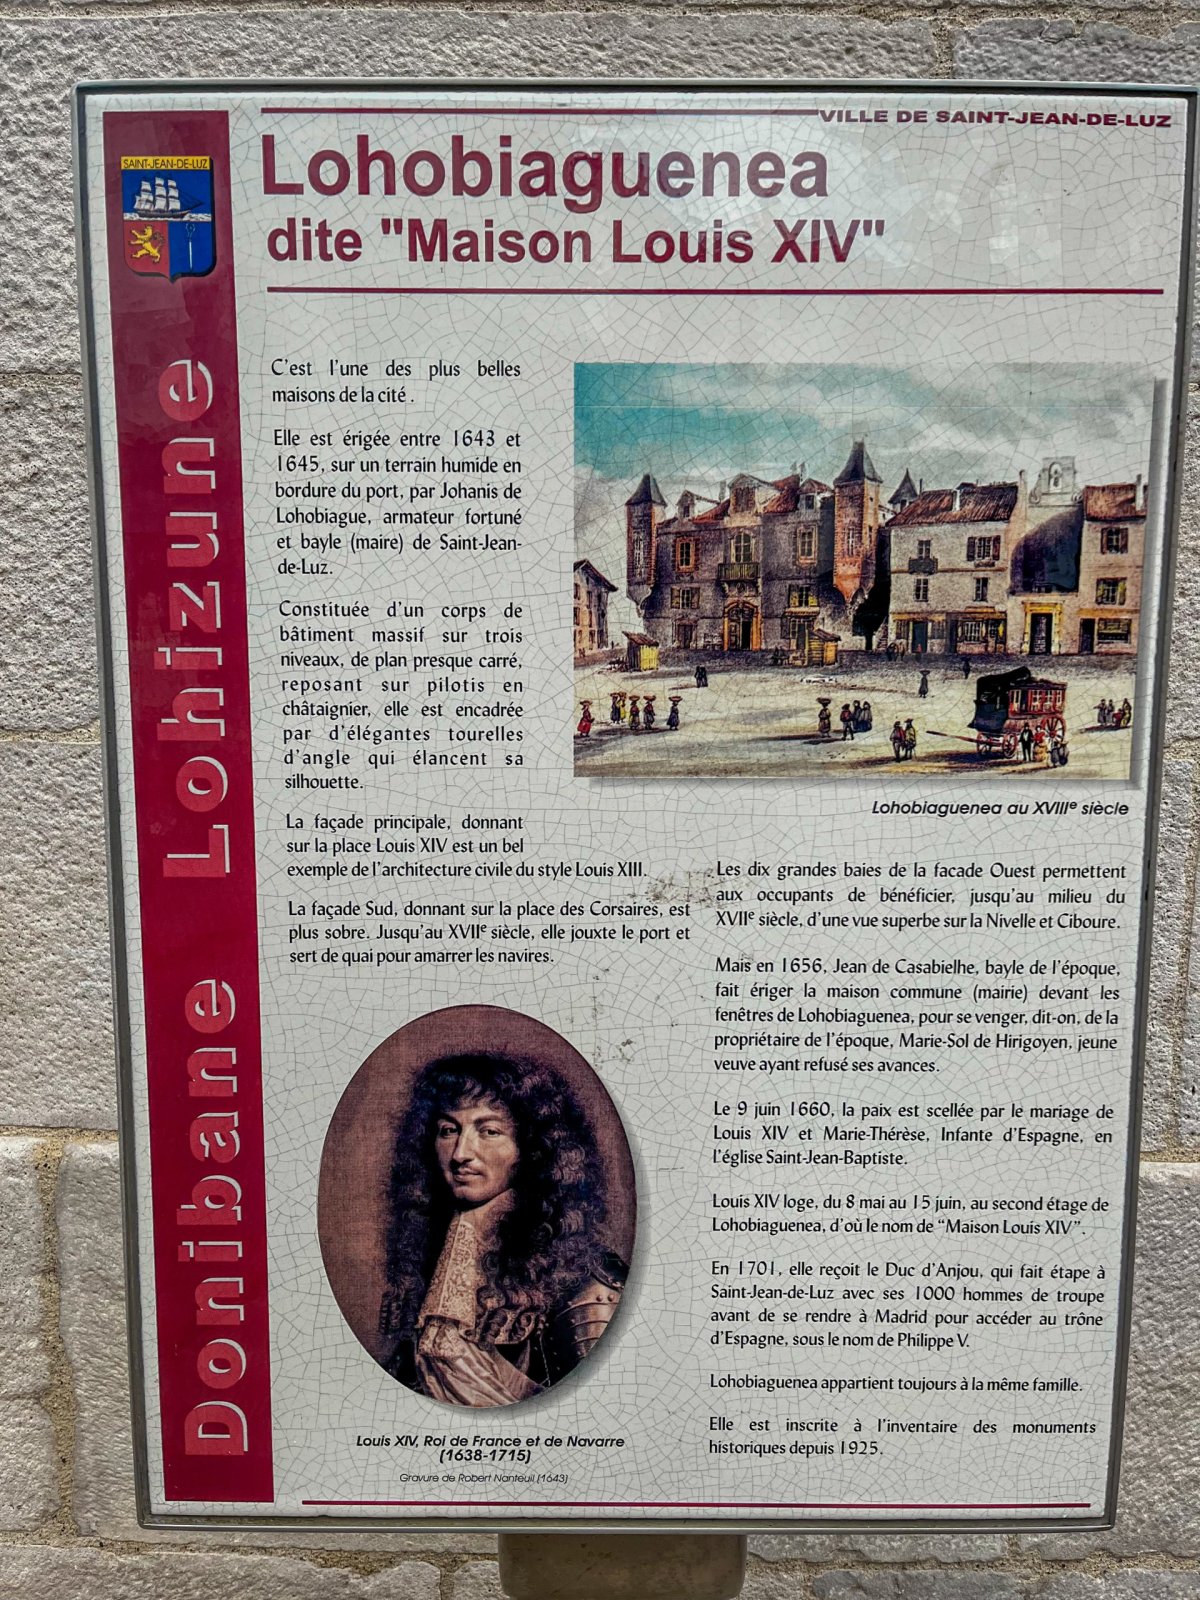 VILLE DE SAINT-JEAN-DE-LUZ
SAINT-JEAN-DE-LUZ
Lohobiaguenea
dite "Maison Louis XIV"
Donibane Lohizune
C'est l'une des plus belles
maisons de la cité .
Elle est érigée entre 1643 et
1645, sur un terrain humide en
bordure du port, par Johanis de
Lohobiague, armateur fortuné
et bayle (maire) de Saint-Jean-
de-Luz.
Constituée d'un corps de
bâtiment massif sur trois
niveaux, de plan presque carré,
reposant sur pilotis en
châtaignier, elle est encadrée
par d'élégantes tourelles
d'angle qui élancent sa
silhouette.
La façade principale, donnant
sur la place Louis XIV est un bel
exemple de l'architecture civile du style Louis XIII.
La façade Sud, donnant sur la place des Corsaires, est
plus sobre. Jusqu'au XVIIe siècle, elle jouxte le port et
sert de quai pour amarrer les navires.
Louis XIV, Roi de France et de Navarre
(1638-1715)
Gravure de Robert Nanteuil (1643)
Lohobiaguenea au XVIIIe siècle
Les dix grandes baies de la facade Ouest permettent
aux occupants de bénéficier, jusqu'au milieu du
XVIIe siècle, d'une vue superbe sur la Nivelle et Ciboure.
Mais en 1656, Jean de Casabielhe, bayle de l'époque,
fait ériger la maison commune (mairie) devant les
fenêtres de Lohobiaguenea, pour se venger, dit-on, de la
propriétaire de l'époque, Marie-Sol de Hirigoyen, jeune
veuve ayant refusé ses avances.
Le 9 juin 1660, la paix est scellée par le mariage de
Louis XIV et Marie-Thérèse, Infante d'Espagne, en
l'église Saint-Jean-Baptiste.
Louis XIV loge, du 8 mai au 15 juin, au second étage de
Lohobiaguenea, d'où le nom de "Maison Louis XIV".
En 1701, elle reçoit le Duc d'Anjou, qui fait étape à
Saint-Jean-de-Luz avec ses 1000 hommes de troupe
avant de se rendre à Madrid pour accéder au trône
d'Espagne, sous le nom de Philippe V.
Lohobiaguenea appartient toujours à la même famille.
Elle est inscrite à l'inventaire des monuments
historiques depuis 1925.